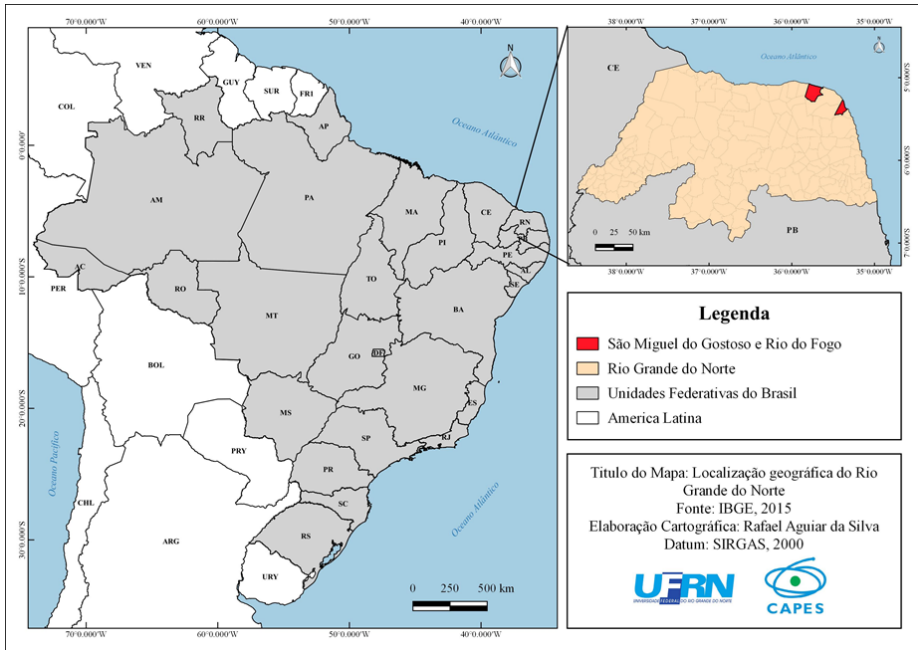 70°0.000'W 60°0.000'W 50°0.000'W 40°0.000'W
0°0.000'
10°0.000'S
20°0.000'S
30°0.000'S
N
VEN
COL
GUY
SUR
FRI
RR
AP
Oceano Atlântico
AM
PA
MA
CE
RN
PB
PI
PE
AL
SE
AC
TO
PER
RO
BA
MT
GO
DF
BOL
MG
MS
ES
SP
RJ
PRY
PR
Oceano Pacífico
CHL
SC
Oceano Atlântico
ARG
RS
URY
0 250 500 km
70°0.000'W 60°0.000'W 50°0.000'W 40°0.000'W
38°0.000'W 37°0.000'W 36°0.000'W 35°0.000'W
CE
Oceano Atlântico
N
5°0.000'S
6°0.000'S
7°0.000'S
PB
0 25 50 km
38°0.000'W 37°0.000'W 36°0.000'W 35°0.000'W
Legenda
São Miguel do Gostoso e Rio do Fogo
Rio Grande do Norte
Unidades Federativas do Brasil
America Latina
Titulo do Mapa: Localização geográfica do Rio
Grande do Norte
Fonte: IBGE, 2015
Elaboração Cartográfica: Rafael Aguiar da Silva
Datum: SIRGAS, 2000
UFRN
UNIVERSIDADE FEDERAL DO RIO GRANDE DO NORTE
CAPES